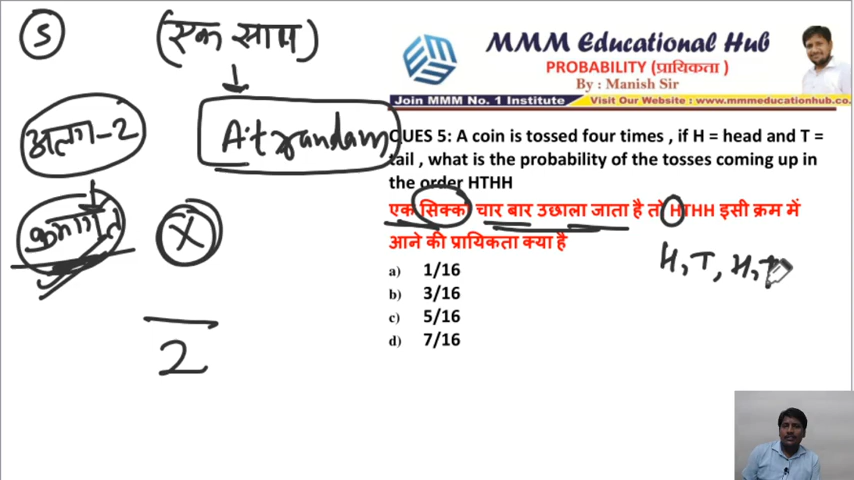 5
(एक साथ)
अलग-2
At randam
क्रमागत
X
2
MMM Educational Hub
PROBABILITY (प्रायिकता )
By : Manish Sir
Join MMM No. 1 Institute
Visit Our Website : www.mmmeducationhub.co.
QUES 5: A coin is tossed four times , if H = head and T =
tail , what is the probability of the tosses coming up in
the order HTHH
एक सिक्का चार बार उछाला जाता है तो HTHH इसी क्रम में
आने की प्रायिकता क्या है
a) 1/16
b) 3/16
c) 5/16
d) 7/16
H, T, H,